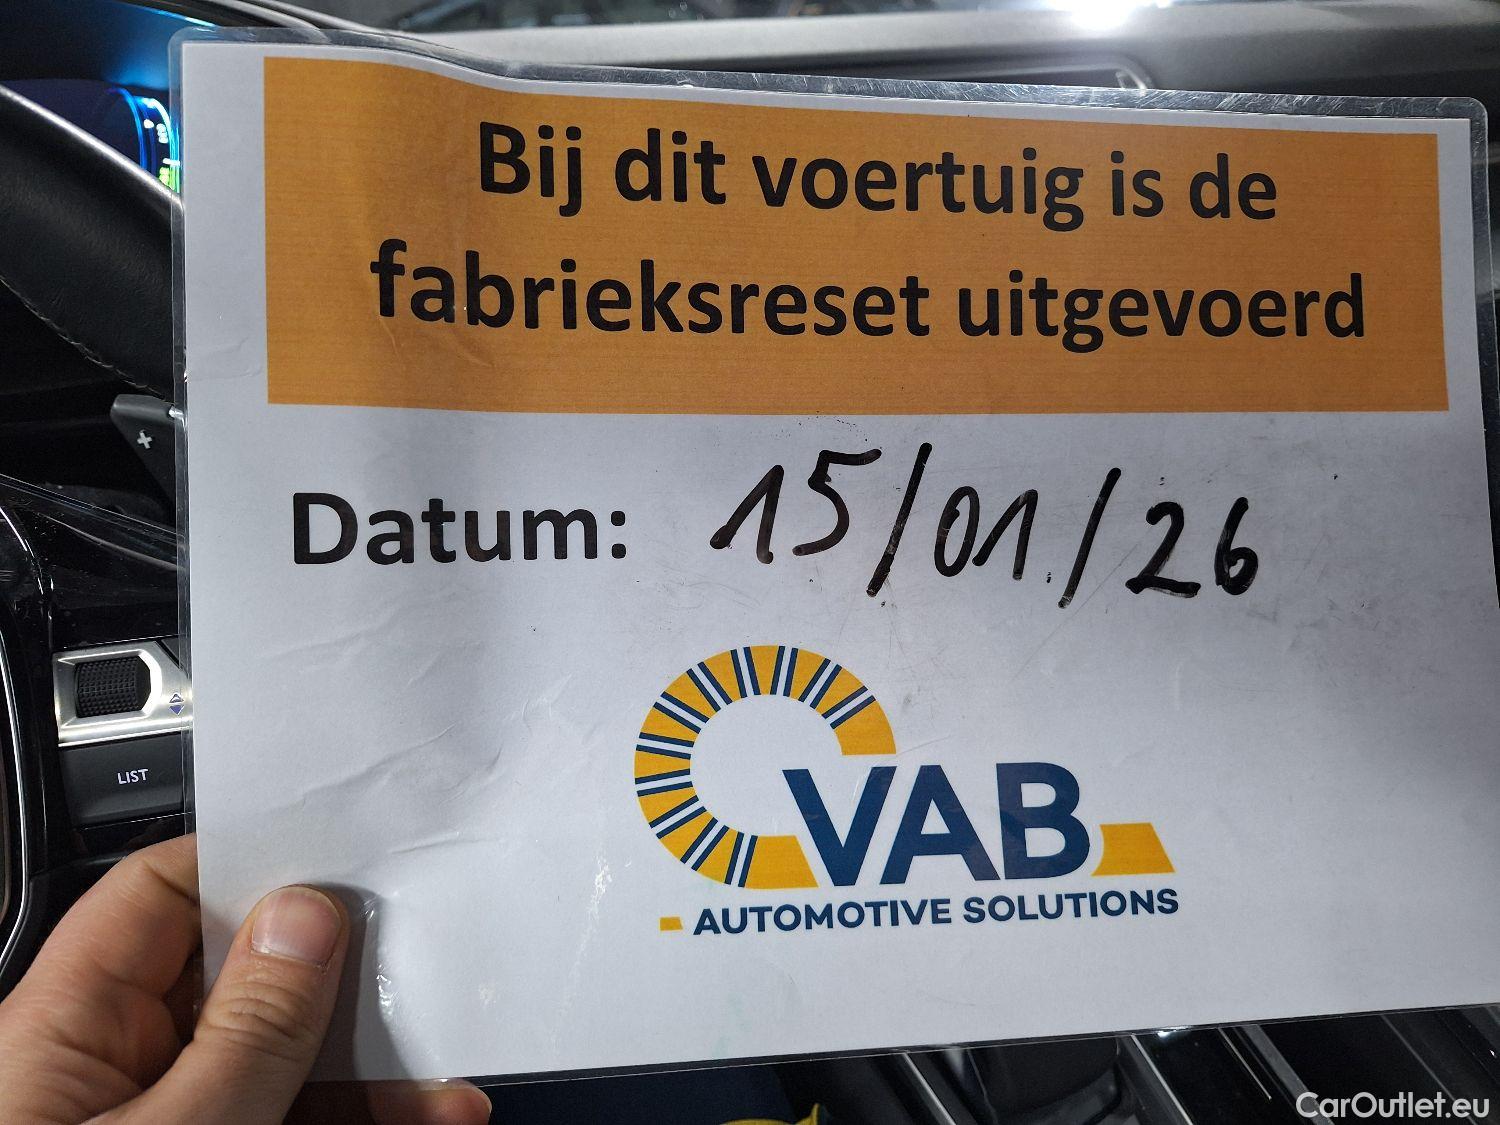 Bij dit voertuig is de
fabrieksreset uitgevoerd
Datum: 15/01/26
VAB
AUTOMOTIVE SOLUTIONS
LIST
CarOutlet.eu